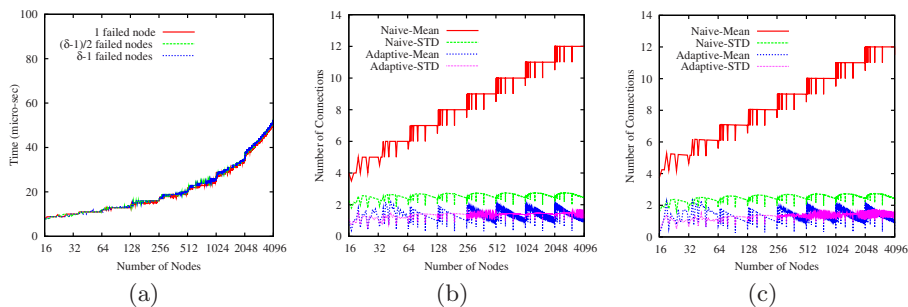 100
80
60
40
20
0
Time (micro-sec)
1 failed node
(δ-1)/2 failed nodes
δ-1 failed nodes
16 32 64 128 256 512 1024 2048 4096
Number of Nodes
(a)
14
12
10
8
6
4
2
0
Number of Connections
Naive-Mean
Naive-STD
Adaptive-Mean
Adaptive-STD
16 32 64 128 256 512 1024 2048 4096
Number of Nodes
(b)
14
12
10
8
6
4
2
0
Number of Connections
Naive-Mean
Naive-STD
Adaptive-Mean
Adaptive-STD
16 32 64 128 256 512 1024 2048 4096
Number of Nodes
(c)